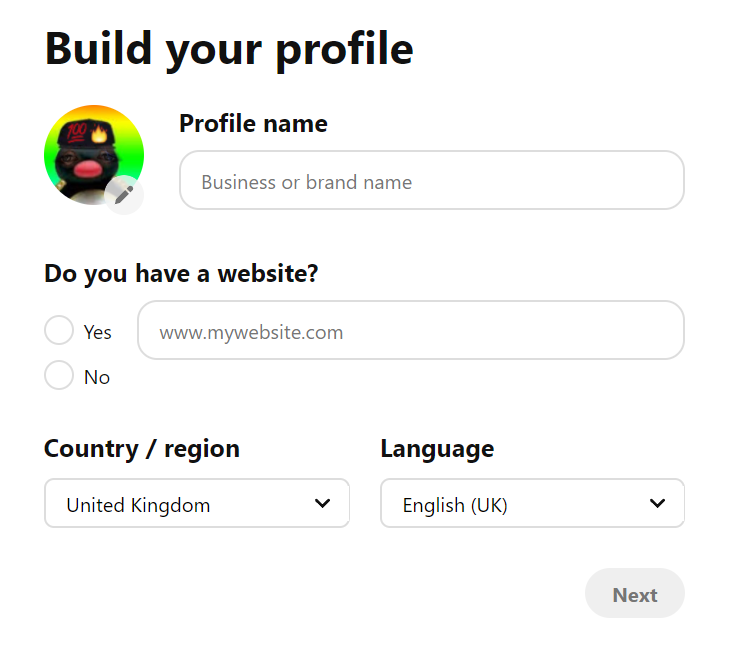 Build your profile
100
Profile name
Business or brand name
Do you have a website?
Yes
www.mywebsite.com
No
Country / region
Language
United Kingdom
English (UK)
Next